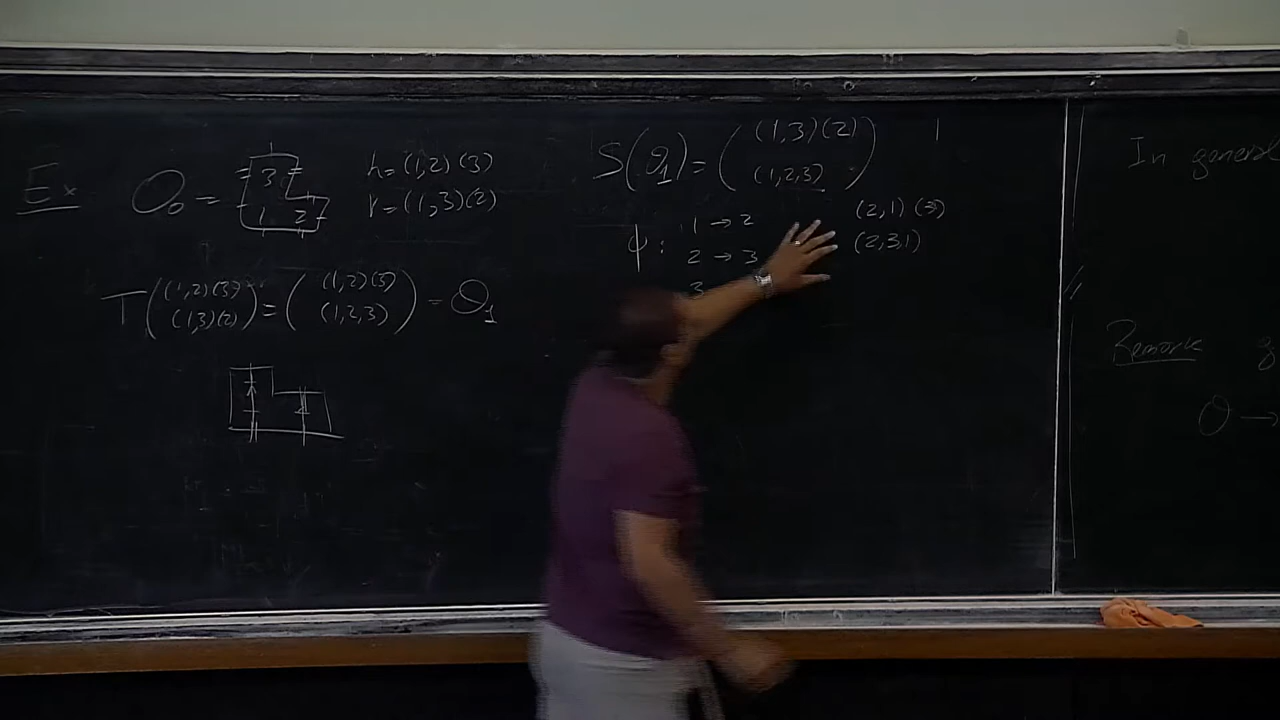 Ex O₀ =
3
1 2
h = (1,2)(3)
r = (1,3)(2)
T((1,2)(3) (1,3)(2)) = ((1,2)(3) (1,2,3)) = O₁
S(O₁) = ((1,3)(2) (1,2,3))
1
φ : 1 → 2
2 → 3
3
(2,1)(3)
(2,3,1)
In general
Remark
O →